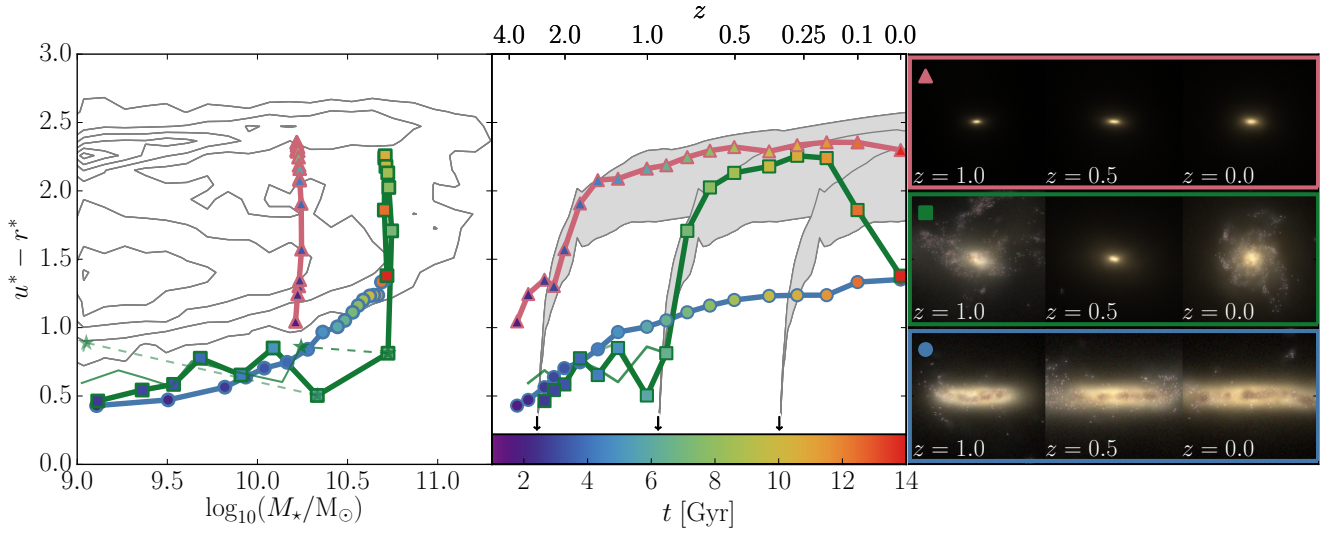 z
4.0 2.0 1.0 0.5 0.25 0.1 0.0
3.0
2.5
2.0
1.5
1.0
0.5
0.0
u* − r*
9.0 9.5 10.0 10.5 11.0
log₁₀(M⋆/M⊙)
2 4 6 8 10 12 14
t [Gyr]
z = 1.0 z = 0.5 z = 0.0
z = 1.0 z = 0.5 z = 0.0
z = 1.0 z = 0.5 z = 0.0